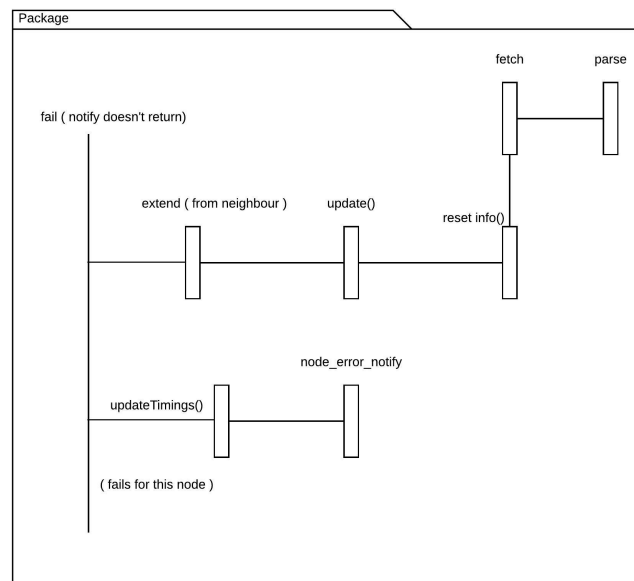 Package
fetch
parse
fail ( notify doesn't return)
extend ( from neighbour )
update()
reset info()
node_error_notify
updateTimings()
( fails for this node )